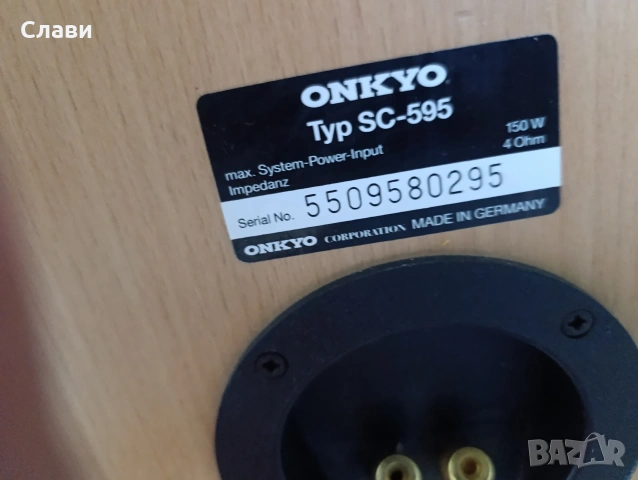 Слави
ONKYO
Typ SC-595
max. System-Power-Input 150 W
Impedanz 4 Ohm
Serial No. 5509580295
ONKYO CORPORATION MADE IN GERMANY
BAZAR